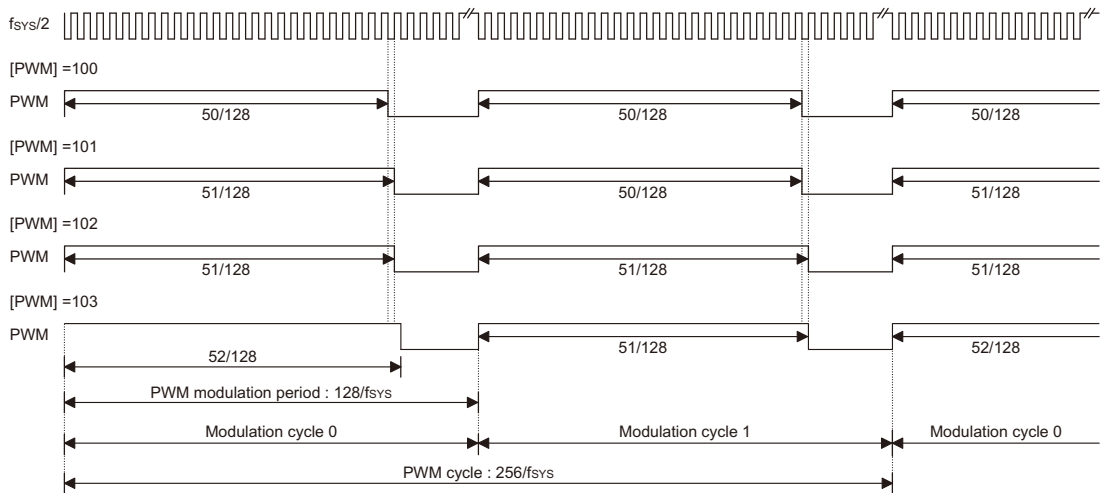 fSYS/2
[PWM] =100
PWM
50/128 50/128 50/128
[PWM] =101
PWM
51/128 50/128 51/128
[PWM] =102
PWM
51/128 51/128 51/128
[PWM] =103
PWM
52/128 51/128 52/128
PWM modulation period : 128/fSYS
Modulation cycle 0 Modulation cycle 1 Modulation cycle 0
PWM cycle : 256/fSYS